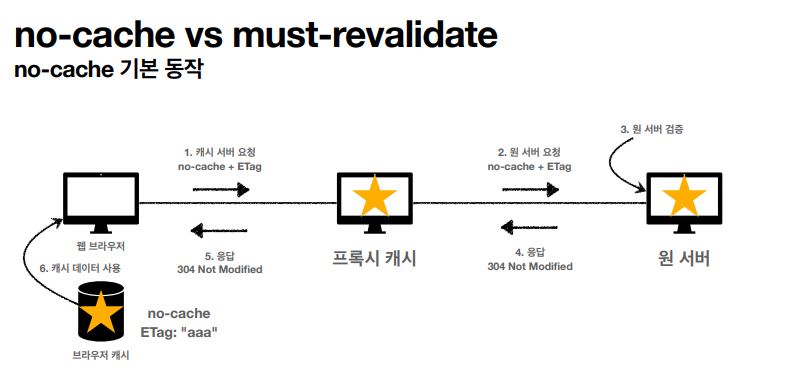 no-cache vs must-revalidate
no-cache 기본 동작
3. 원 서버 검증
1. 캐시 서버 요청
no-cache + ETag
2. 원 서버 요청
no-cache + ETag
웹 브라우저
5. 응답
304 Not Modified
프록시 캐시
4. 응답
304 Not Modified
원 서버
6. 캐시 데이터 사용
no-cache
ETag: "aaa"
브라우저 캐시